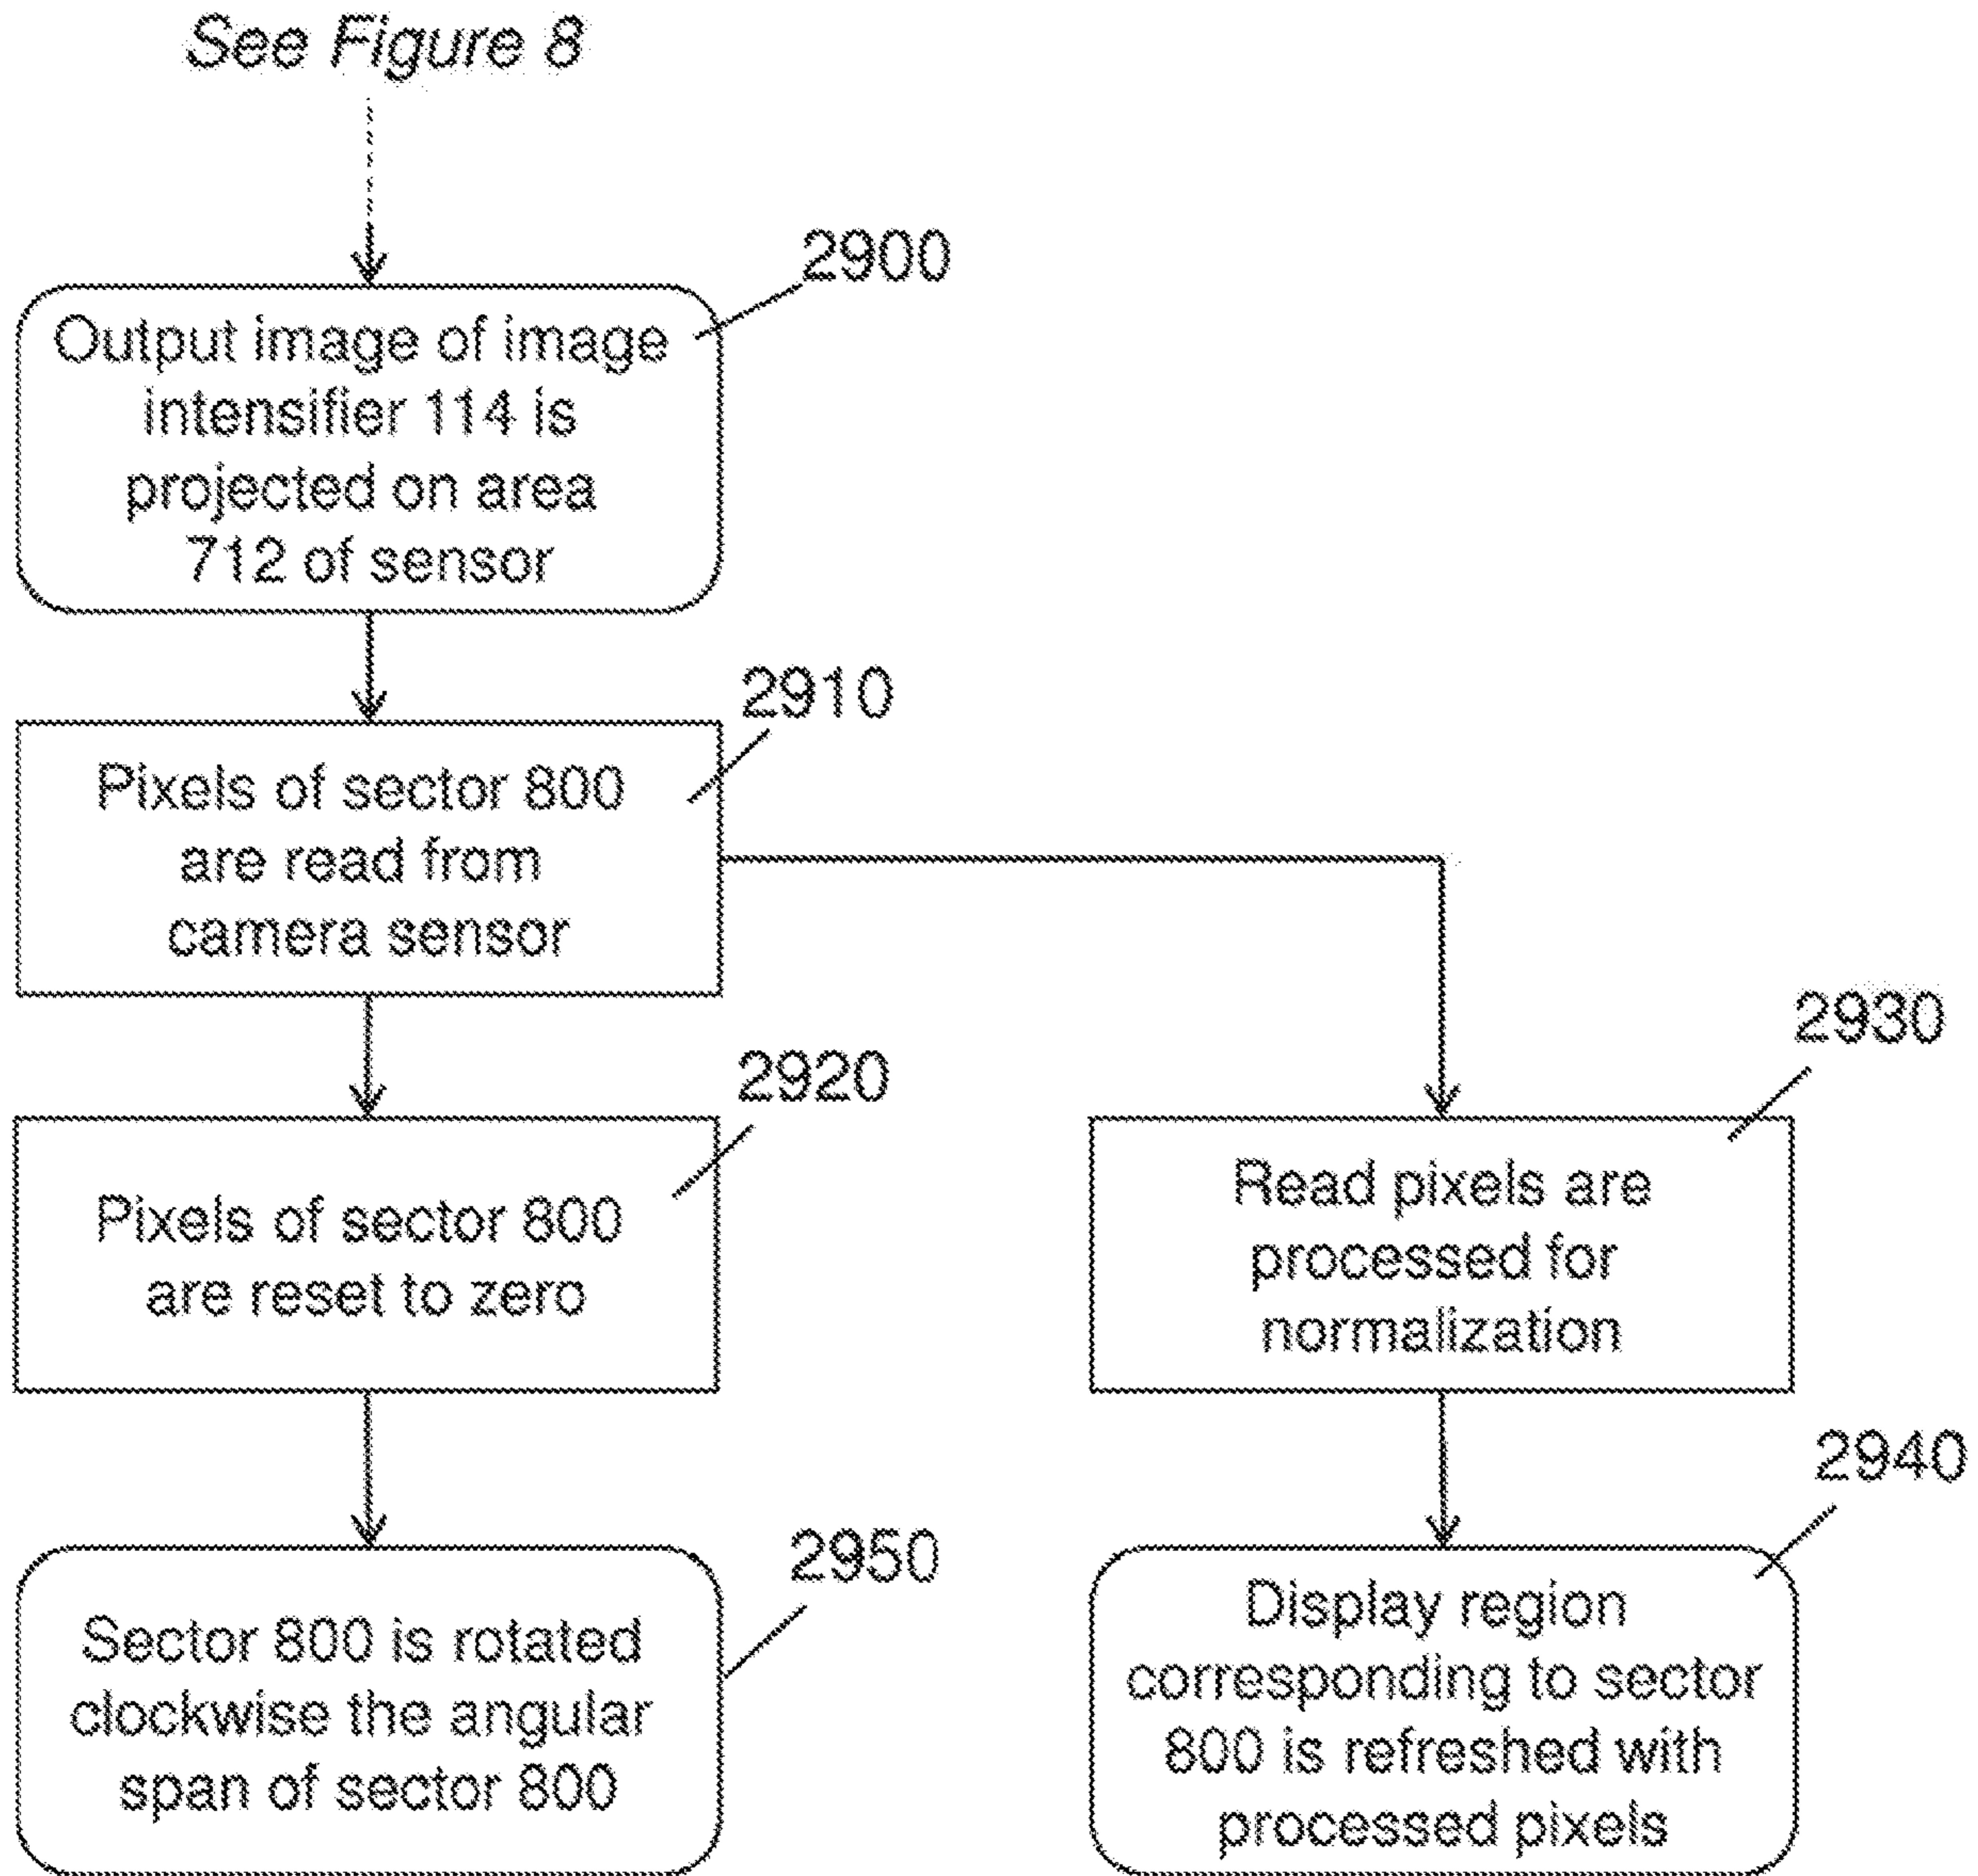 See Figure 8
2900
Output image of image
intensifier 114 is
projected on area
712 of sensor
2910
Pixels of sector 800
are read from
camera sensor
2920
Pixels of sector 800
are reset to zero
2930
Read pixels are
processed for
normalization
2940
Display region
corresponding to sector
800 is refreshed with
processed pixels
2950
Sector 800 is rotated
clockwise the angular
span of sector 800